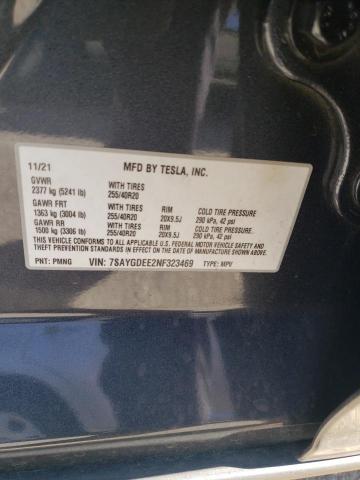 11/21 MFD BY TESLA, INC.
GVWR WITH TIRES
2377 kg (5241 lb) 255/40R20
GAWR FRT WITH TIRES RIM COLD TIRE PRESSURE
1363 kg (3004 lb) 255/40R20 20X9.5J 290 kPa, 42 psi
GAWR RR WITH TIRES RIM COLD TIRE PRESSURE
1500 kg (3306 lb) 255/40R20 20X9.5J 290 kPa, 42 psi
THIS VEHICLE CONFORMS TO ALL APPLICABLE U.S. FEDERAL MOTOR VEHICLE SAFETY
AND THEFT PREVENTION STANDARDS IN EFFECT ON THE DATE OF MANUFACTURE SHOWN ABOVE.
PNT: PMNG VIN: 7SAYGDEE2NF323469 TYPE: MPV